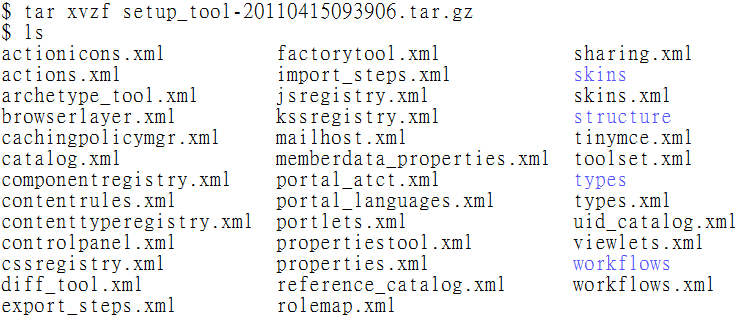 $ tar xvzf setup_tool-20110415093906.tar.gz
$ ls
actionicons.xml factorytool.xml sharing.xml
actions.xml import_steps.xml skins
archetype_tool.xml jsregistry.xml skins.xml
browserlayer.xml kssregistry.xml structure
cachingpolicymgr.xml mailhost.xml tinymce.xml
catalog.xml memberdata_properties.xml toolset.xml
componentregistry.xml portal_atct.xml types
contentrules.xml portal_languages.xml types.xml
contenttyperegistry.xml portlets.xml uid_catalog.xml
controlpanel.xml propertiestool.xml viewlets.xml
cssregistry.xml properties.xml workflows
diff_tool.xml reference_catalog.xml workflows.xml
export_steps.xml rolemap.xml